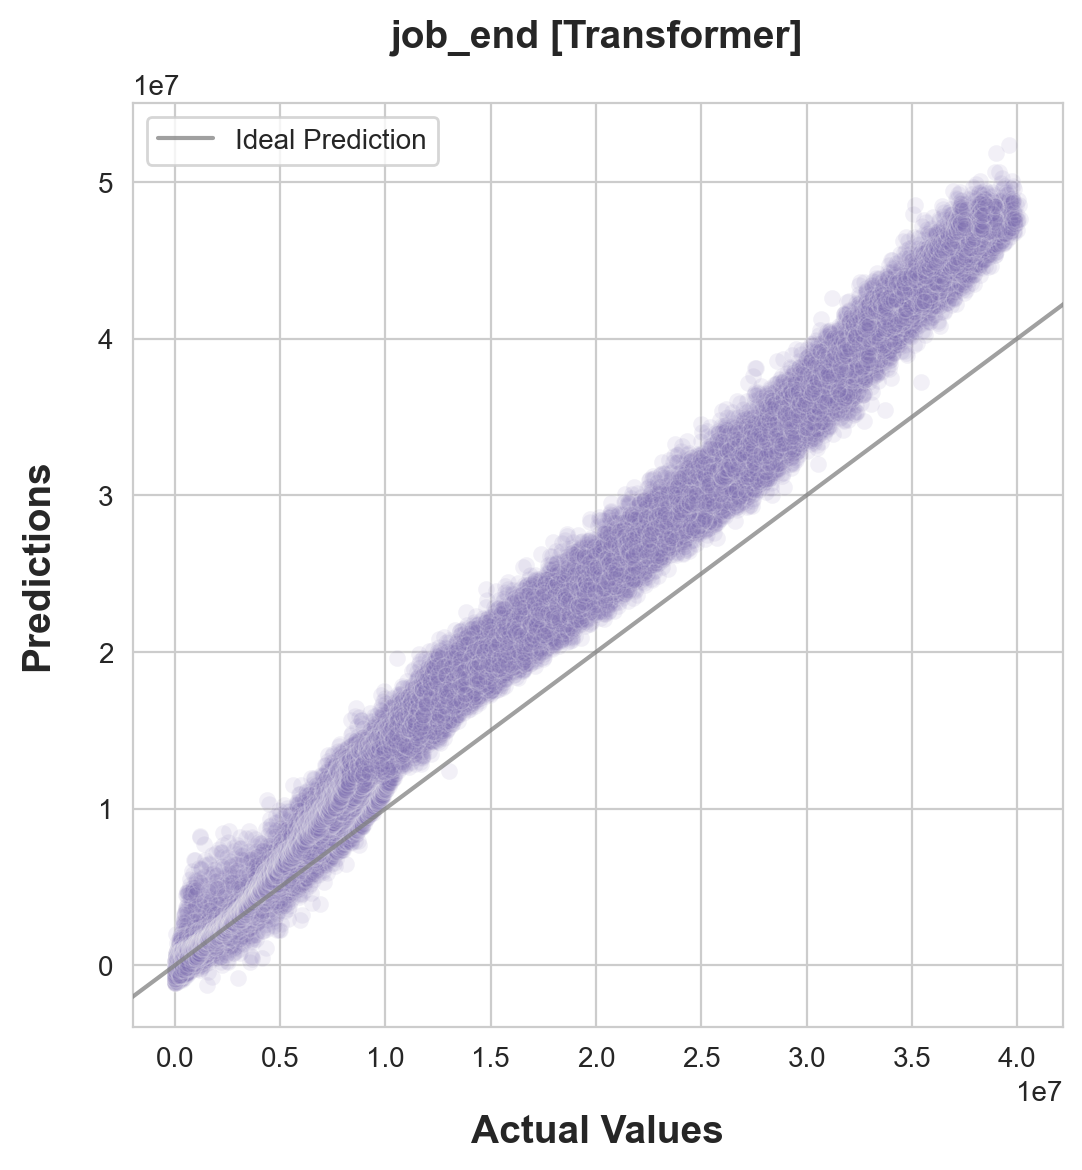 job_end [Transformer]
1e7
Ideal Prediction
5
4
3
2
1
0
Predictions
0.0 0.5 1.0 1.5 2.0 2.5 3.0 3.5 4.0
1e7
Actual Values